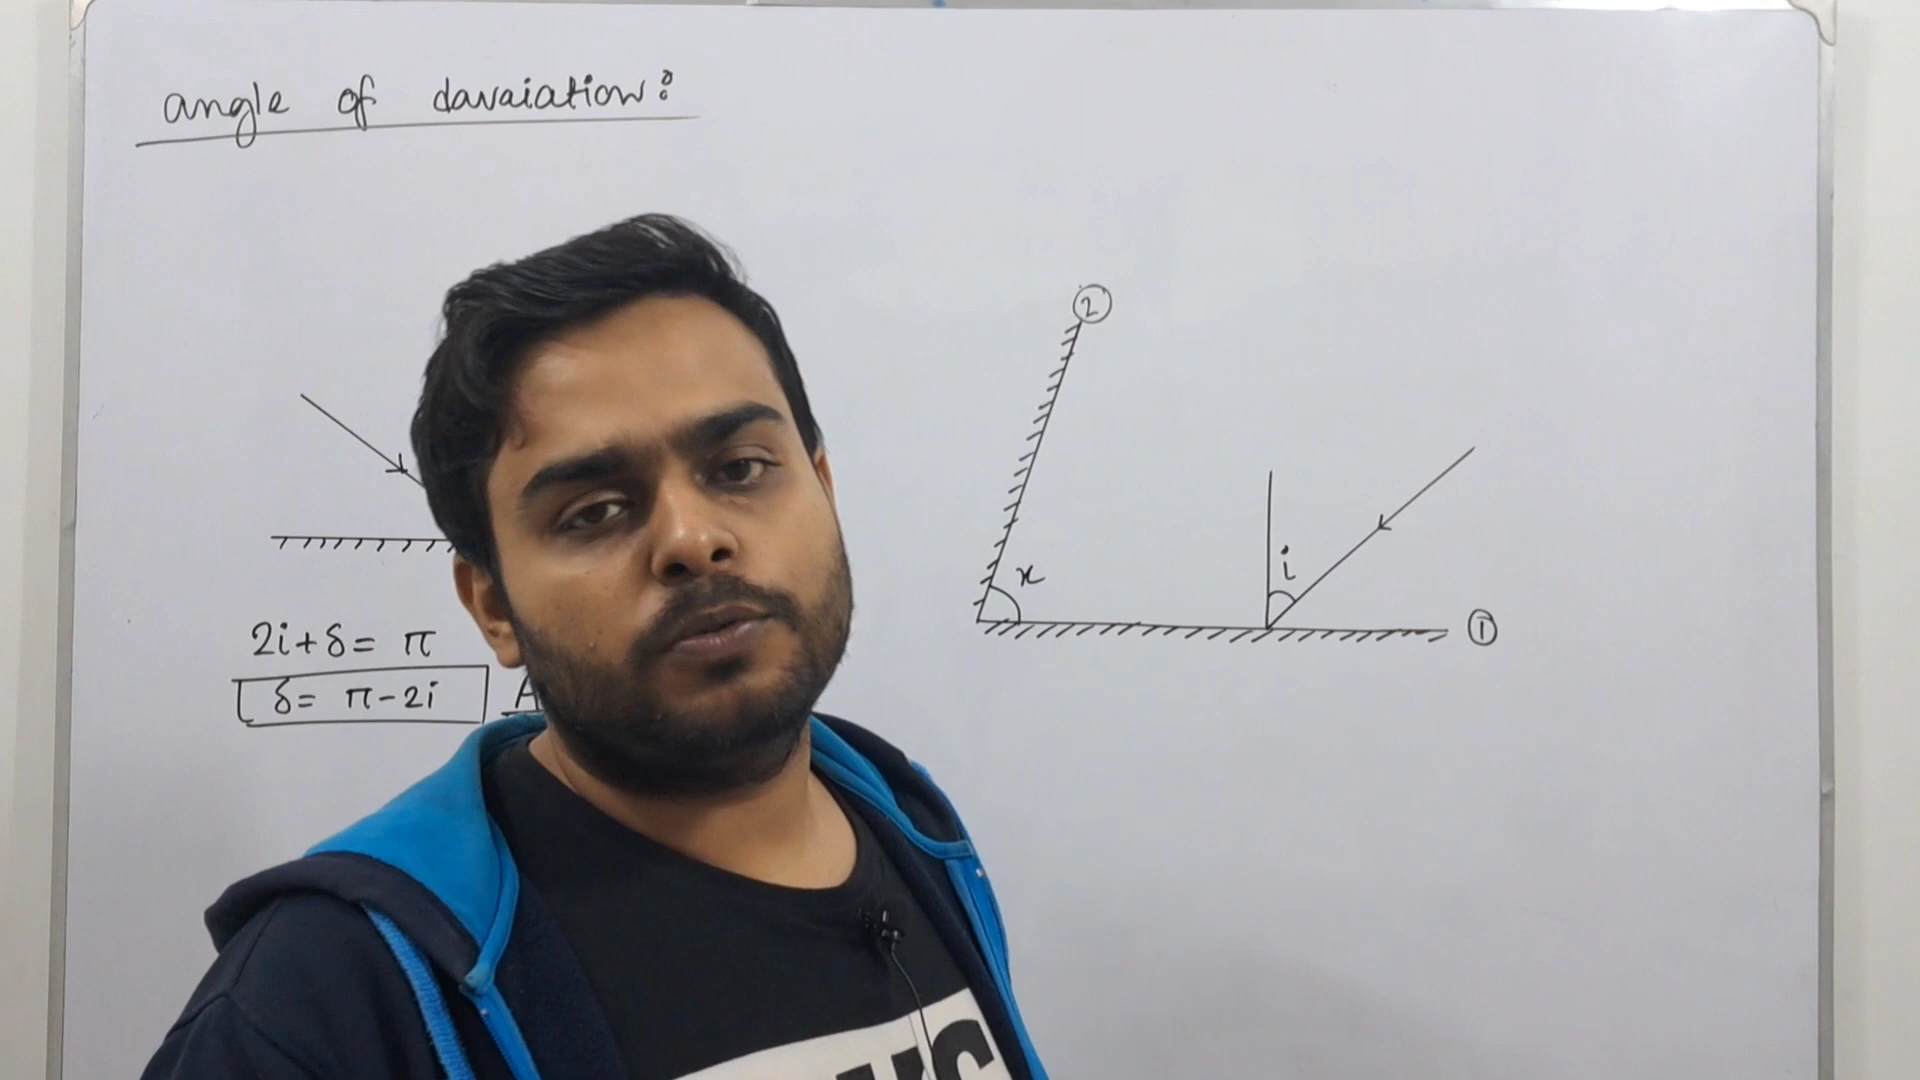 angle of davaiation:
2
x
i
1
2i+δ= π
δ= π-2i